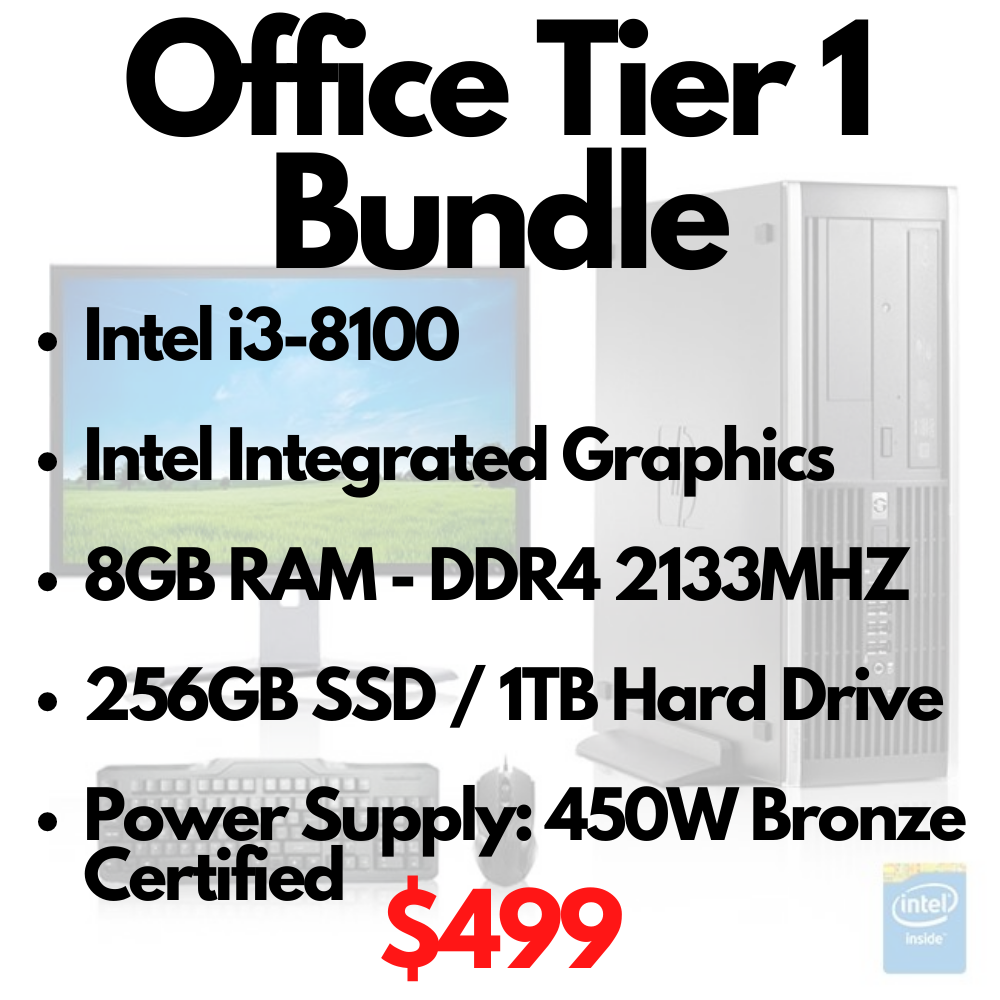 Office Tier 1
Bundle
• Intel i3-8100
• Intel Integrated Graphics
• 8GB RAM - DDR4 2133MHZ
• 256GB SSD / 1TB Hard Drive
• Power Supply: 450W Bronze
Certified
$499
intel
inside™